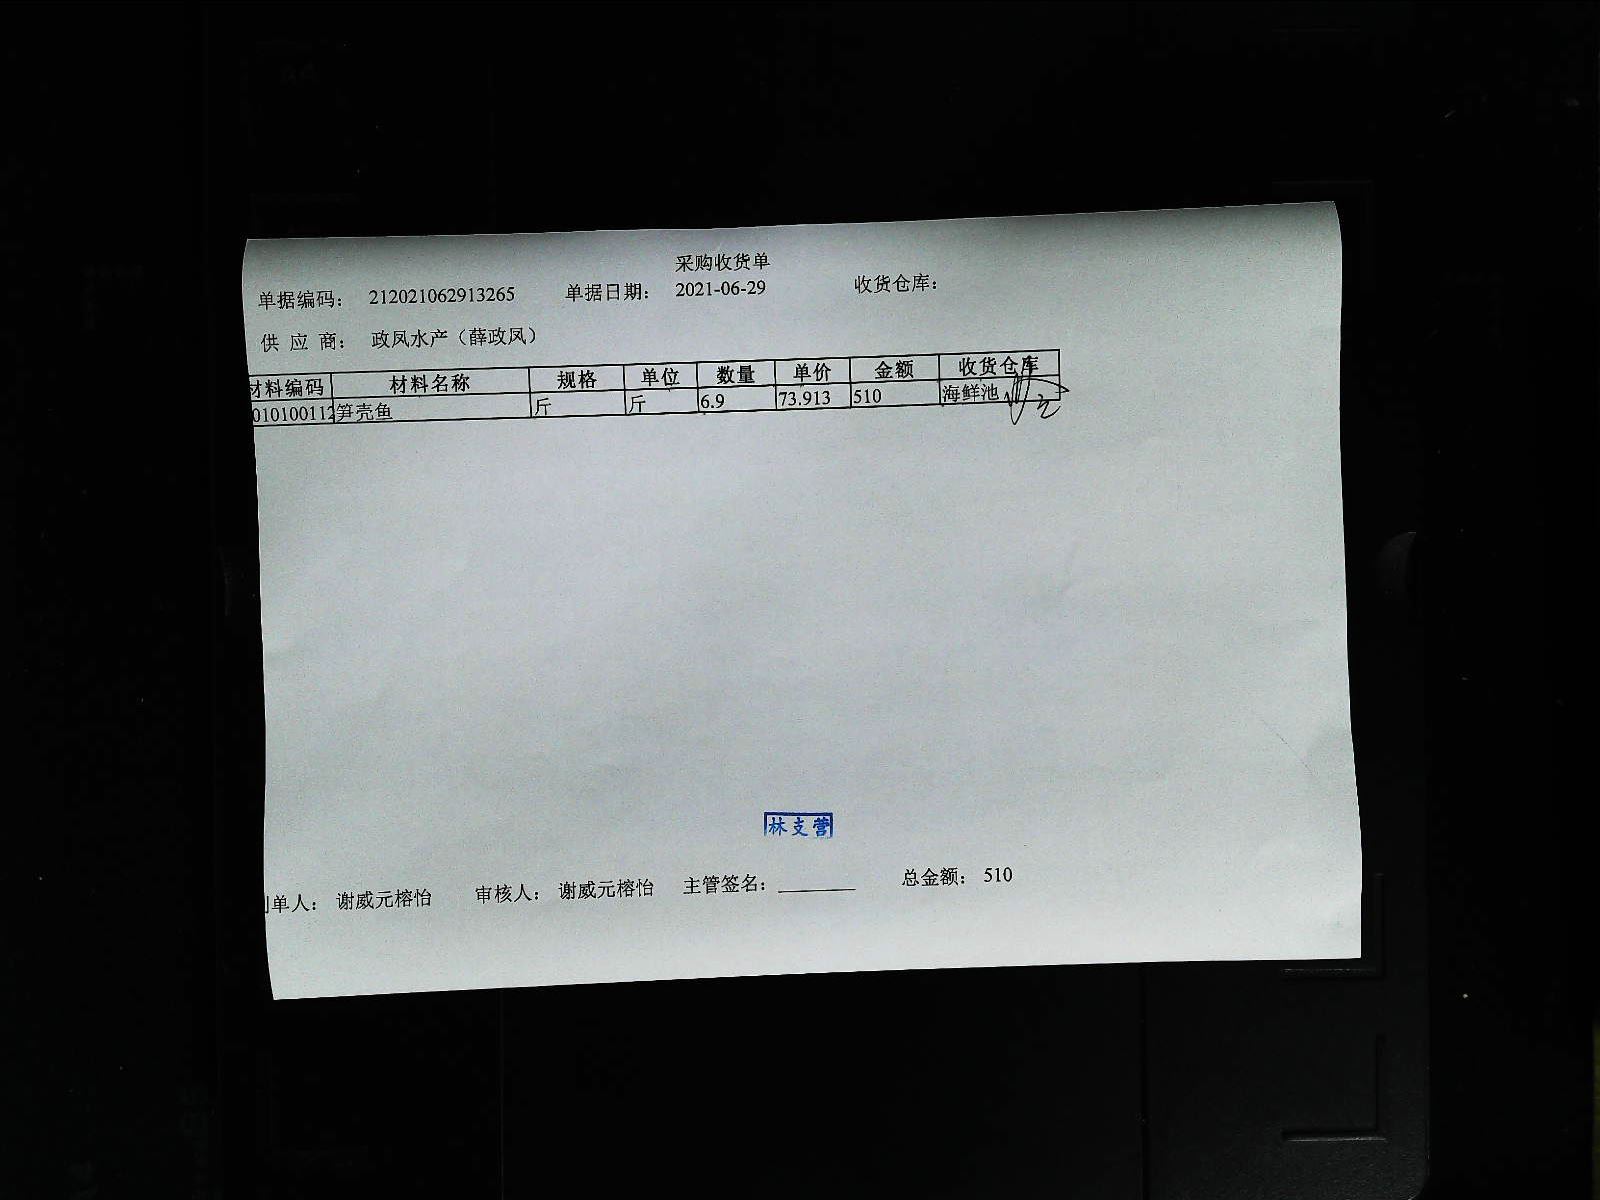 采购收货单
单据编码： 212021062913265 单据日期： 2021-06-29 收货仓库：
供 应 商： 政凤水产（薛政凤）
材料编码 材料名称 规格 单位 数量 单价 金额 收货仓库
010100112 笋壳鱼 斤 斤 6.9 73.913 510 海鲜池
林支营
单人： 谢威元榕怡 审核人： 谢威元榕怡 主管签名：________ 总金额： 510